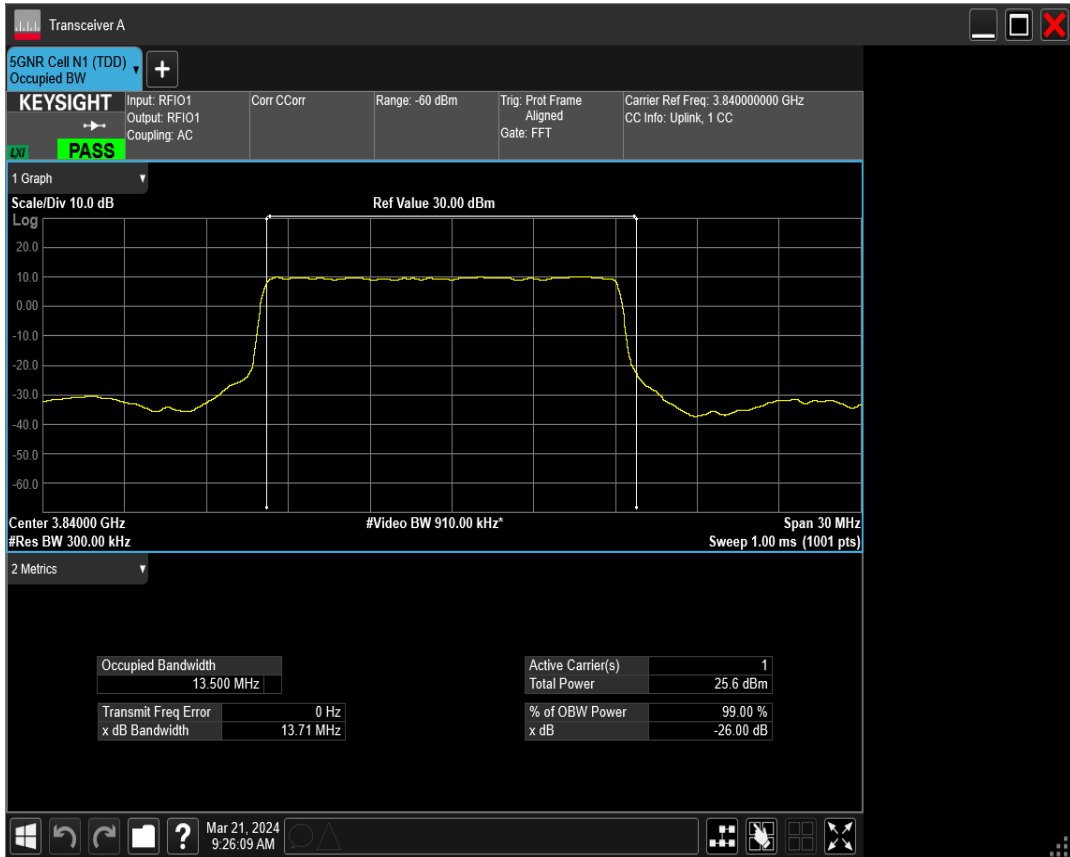 Transceiver A
5GNR Cell N1 (TDD)
Occupied BW
+
KEYSIGHT
LXI
PASS
Input: RFIO1
Output: RFIO1
Coupling: AC
Corr CCorr
Range: -60 dBm
Trig: Prot Frame
Aligned
Gate: FFT
Carrier Ref Freq: 3.840000000 GHz
CC Info: Uplink, 1 CC
1 Graph
Scale/Div 10.0 dB
Ref Value 30.00 dBm
Log
20.0
10.0
0.00
-10.0
-20.0
-30.0
-40.0
-50.0
-60.0
Center 3.84000 GHz
#Video BW 910.00 kHz*
Span 30 MHz
#Res BW 300.00 kHz
Sweep 1.00 ms (1001 pts)
2 Metrics
Occupied Bandwidth
13.500 MHz
Transmit Freq Error 0 Hz
x dB Bandwidth 13.71 MHz
Active Carrier(s) 1
Total Power 25.6 dBm
% of OBW Power 99.00 %
x dB -26.00 dB
?
Mar 21, 2024
9:26:09 AM